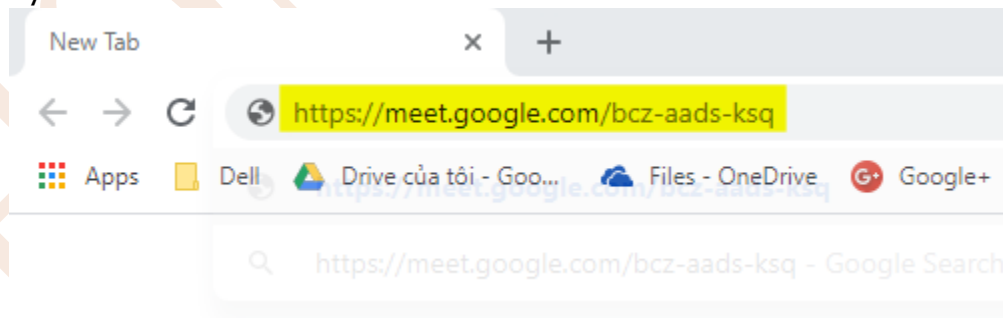 New Tab
https://meet.google.com/bcz-aads-ksq
Apps Dell Drive của tôi - Goo... Files - OneDrive Google+
https://meet.google.com/bcz-aads-ksq
https://meet.google.com/bcz-aads-ksq - Google Search